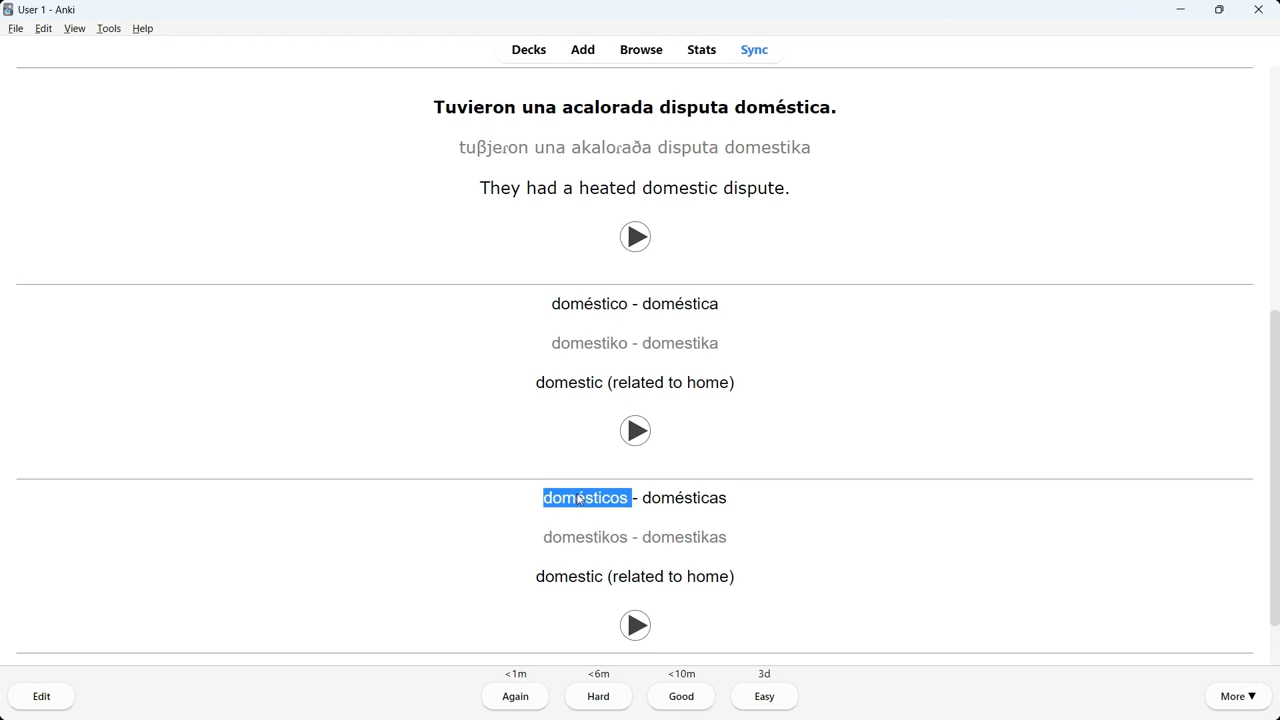 User 1 - Anki
File Edit View Tools Help
Decks Add Browse Stats Sync
Tuvieron una acalorada disputa doméstica.
tuβjeɾon una akaloɾaða disputa domestika
They had a heated domestic dispute.
doméstico - doméstica
domestiko - domestika
domestic (related to home)
domésticos - domésticas
domestikos - domestikas
domestic (related to home)
<1m <6m <10m 3d
Edit Again Hard Good Easy More ▼